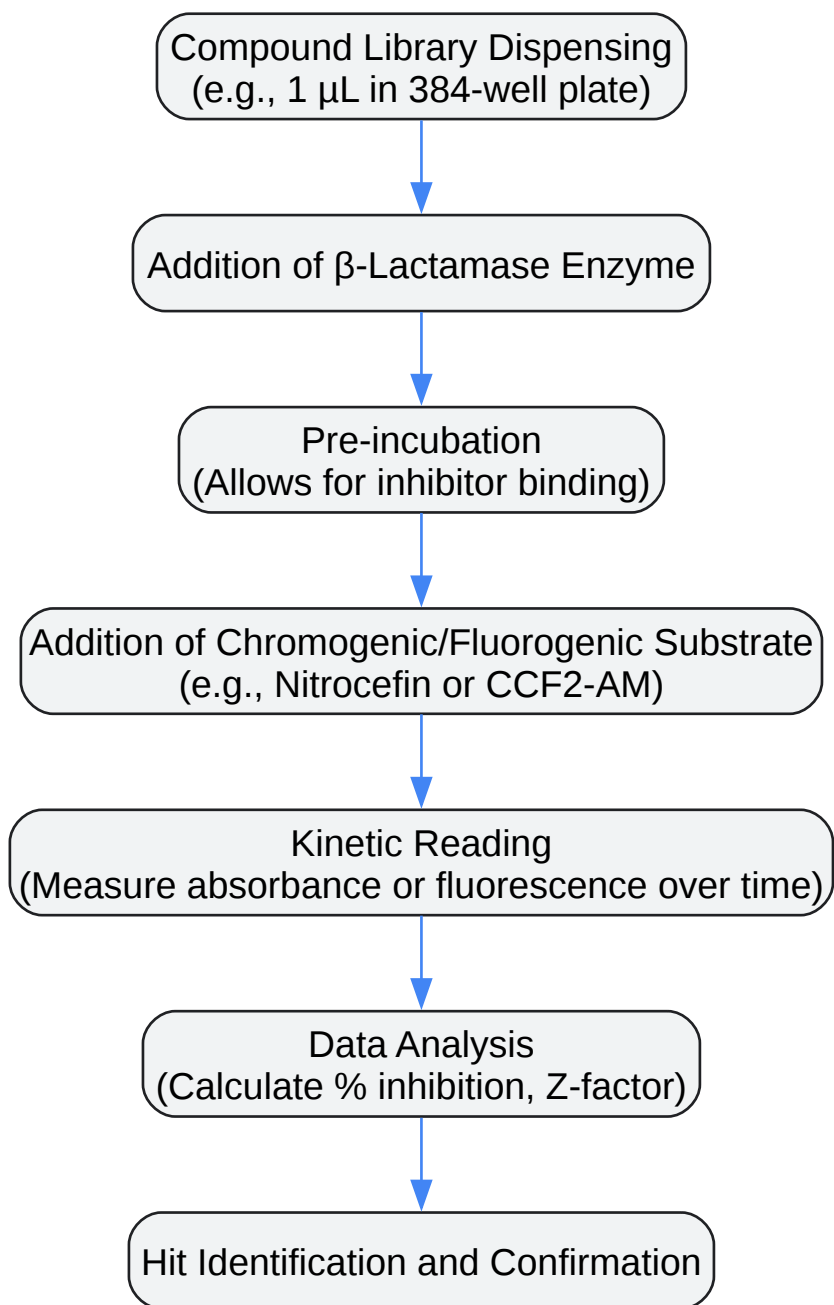 Compound Library Dispensing
(e.g., 1 µL in 384-well plate)
Addition of β-Lactamase Enzyme
Pre-incubation
(Allows for inhibitor binding)
Addition of Chromogenic/Fluorogenic Substrate
(e.g., Nitrocefin or CCF2-AM)
Kinetic Reading
(Measure absorbance or fluorescence over time)
Data Analysis
(Calculate % inhibition, Z-factor)
Hit Identification and Confirmation